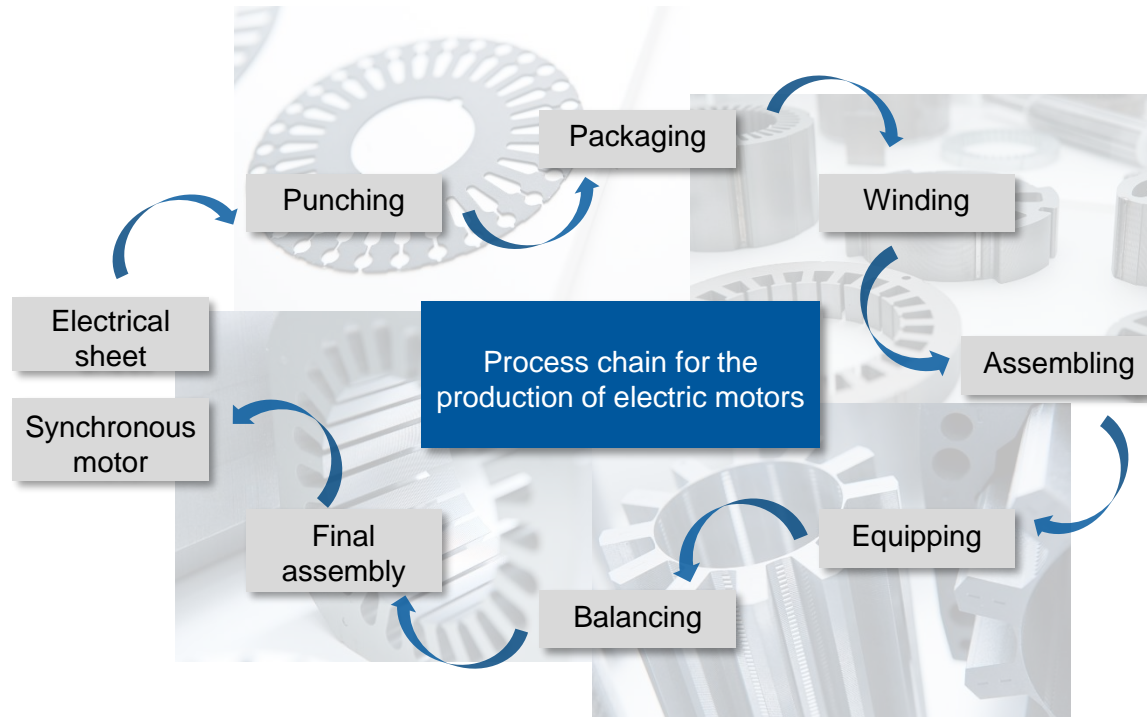 Packaging
Punching
Winding
Electrical
sheet
Process chain for the
production of electric motors
Assembling
Synchronous
motor
Final
assembly
Equipping
Balancing